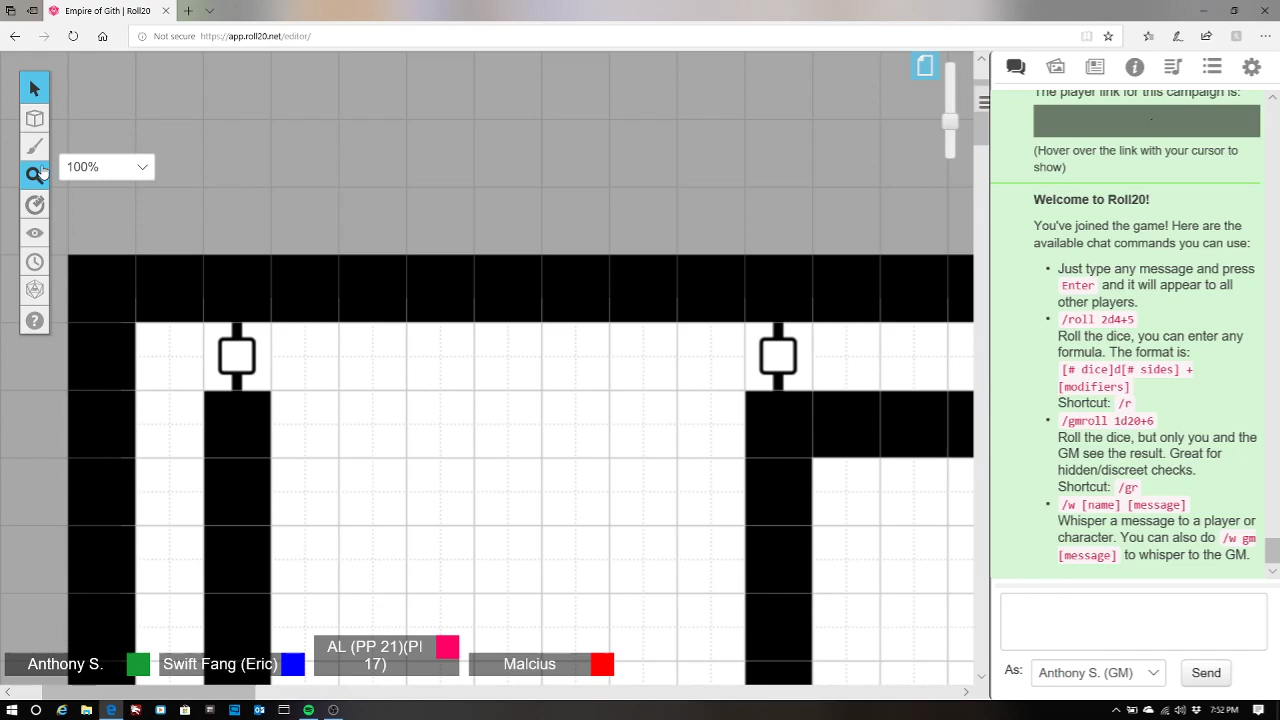 Empire of Gith | Roll20
Not secure https://app.roll20.net/editor/
100%
The player link for this campaign is:
(Hover over the link with your cursor to
show)
Welcome to Roll20!
You've joined the game! Here are the
available chat commands you can use:
• Just type any message and press
Enter and it will appear to all
other players.
• /roll 2d4+5
Roll the dice, you can enter any
formula. The format is:
[# dice]d[# sides] +
[modifiers]
Shortcut: /r
• /gmroll 1d20+6
Roll the dice, but only you and the
GM see the result. Great for
hidden/discreet checks.
Shortcut: /gr
• /w [name] [message]
Whisper a message to a player or
character. You can also do /w gm
[message] to whisper to the GM.
Anthony S.
Swift Fang (Eric)
AL (PP 21)(PI
17)
Malcius
As: Anthony S. (GM) Send
7:52 PM